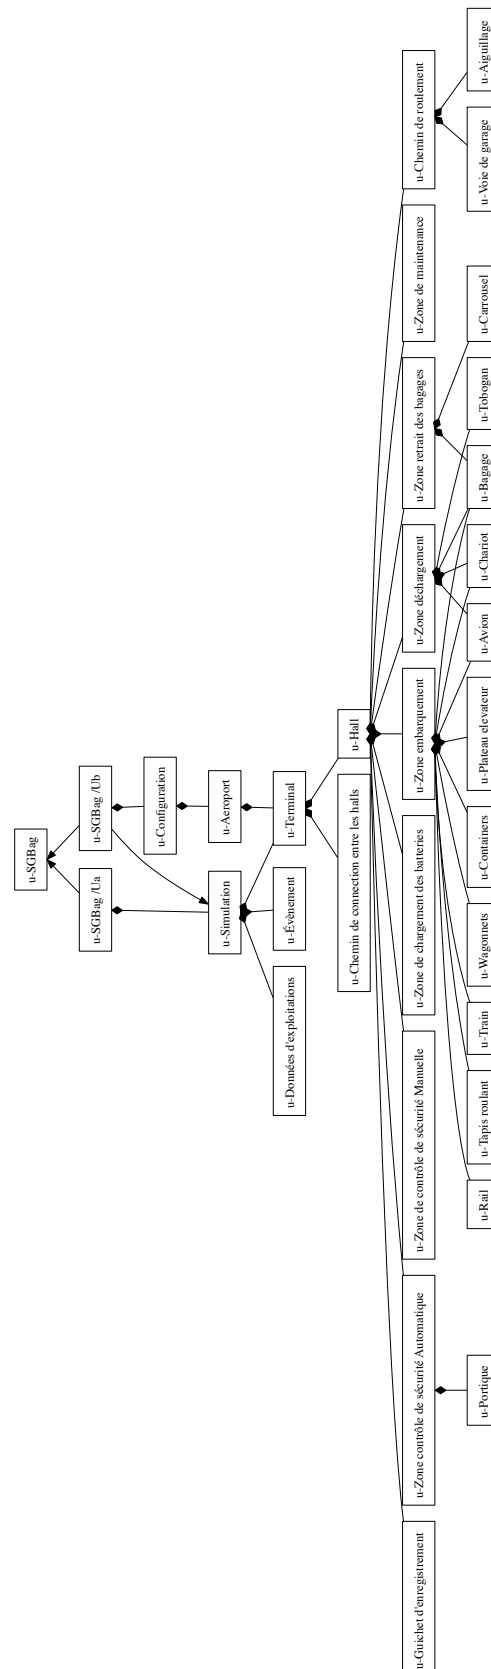 u-SGBag
u-SGBag /Ua
u-SGBag /Ub
u-Configuration
u-Simulation
u-Aeroport
u-Données d'exploitations
u-Évènement
u-Terminal
u-Chemin de connection entre les halls
u-Hall
u-Guichet d'enregistrement
u-Zone contrôle de sécurité Automatique
u-Zone de contrôle de sécurité Manuelle
u-Zone de chargement des batteries
u-Zone embarquement
u-Zone déchargement
u-Zone retrait des bagages
u-Zone de maintenance
u-Chemin de roulement
u-Portique
u-Rail
u-Tapis roulant
u-Train
u-Wagonnets
u-Containers
u-Plateau elevateur
u-Avion
u-Chariot
u-Bagage
u-Tobogan
u-Carrousel
u-Voie de garage
u-Aiguillage